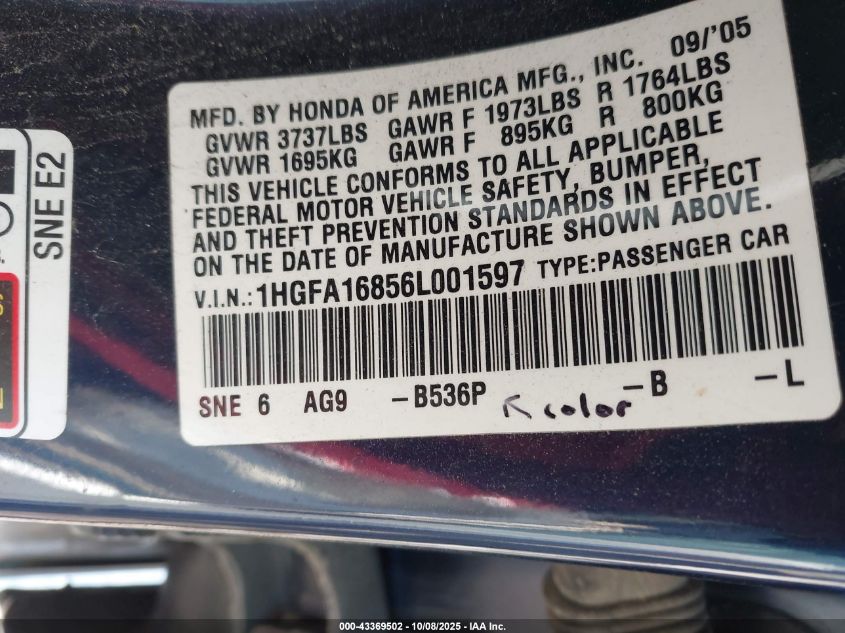 MFD. BY HONDA OF AMERICA MFG., INC. 09/'05
GVWR 3737LBS GAWR F 1973LBS R 1764LBS
GVWR 1695KG GAWR F 895KG R 800KG
THIS VEHICLE CONFORMS TO ALL APPLICABLE
FEDERAL MOTOR VEHICLE SAFETY, BUMPER,
AND THEFT PREVENTION STANDARDS IN EFFECT
ON THE DATE OF MANUFACTURE SHOWN ABOVE.
V.I.N.: 1HGFA16856L001597 TYPE:PASSENGER CAR
SNE 6 AG9 -B536P color -B -L
SNE E2
000-43369502 - 10/08/2025 - IAA Inc.